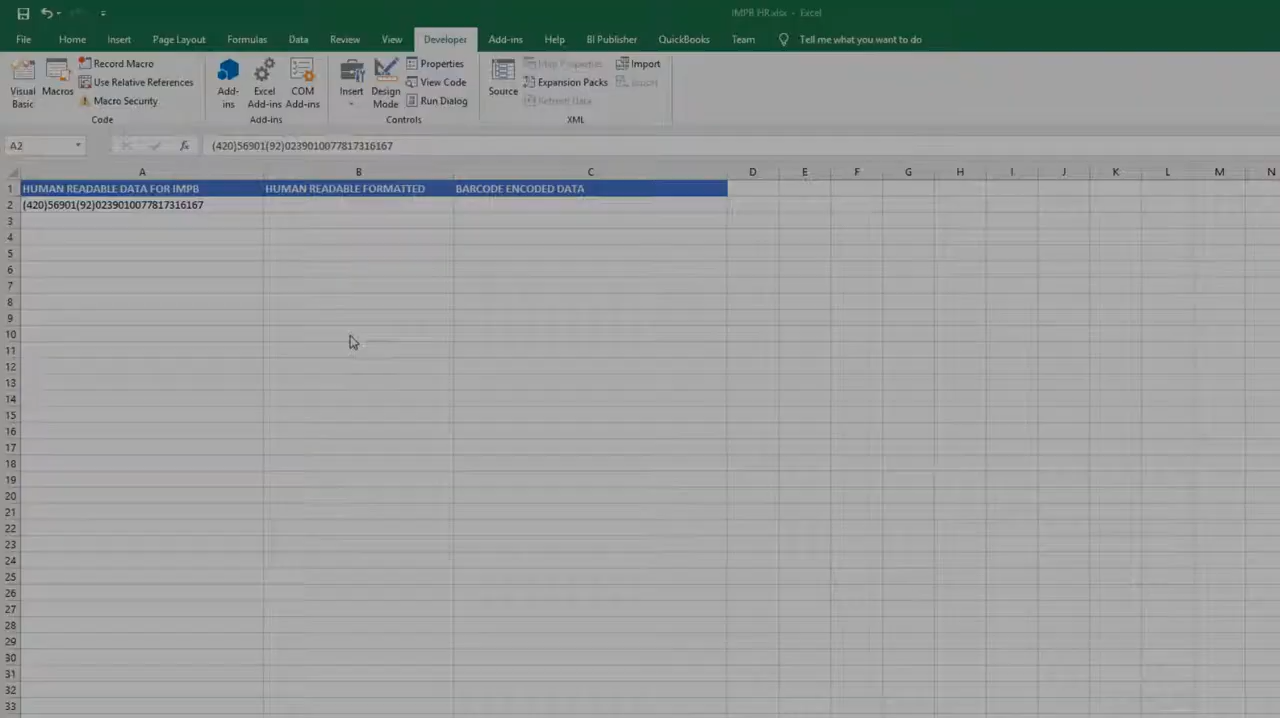 IMPB HR.xlsx - Excel
File Home Insert Page Layout Formulas Data Review View Developer Add-ins Help BI Publisher QuickBooks Team Tell me what you want to do
Visual Basic
Macros
Record Macro
Use Relative References
Macro Security
Code
Add-ins
Excel Add-ins
COM Add-ins
Add-ins
Insert
Design Mode
Properties
View Code
Run Dialog
Controls
Source
Map Properties
Expansion Packs
Refresh Data
Import
Export
XML
A2 fx (420)56901(92)0239010077817316167
A B C D E F G H I J K L M N
1 HUMAN READABLE DATA FOR IMPB HUMAN READABLE FORMATTED BARCODE ENCODED DATA
2 (420)56901(92)0239010077817316167
3
4
5
6
7
8
9
10
11
12
13
14
15
16
17
18
19
20
21
22
23
24
25
26
27
28
29
30
31
32
33